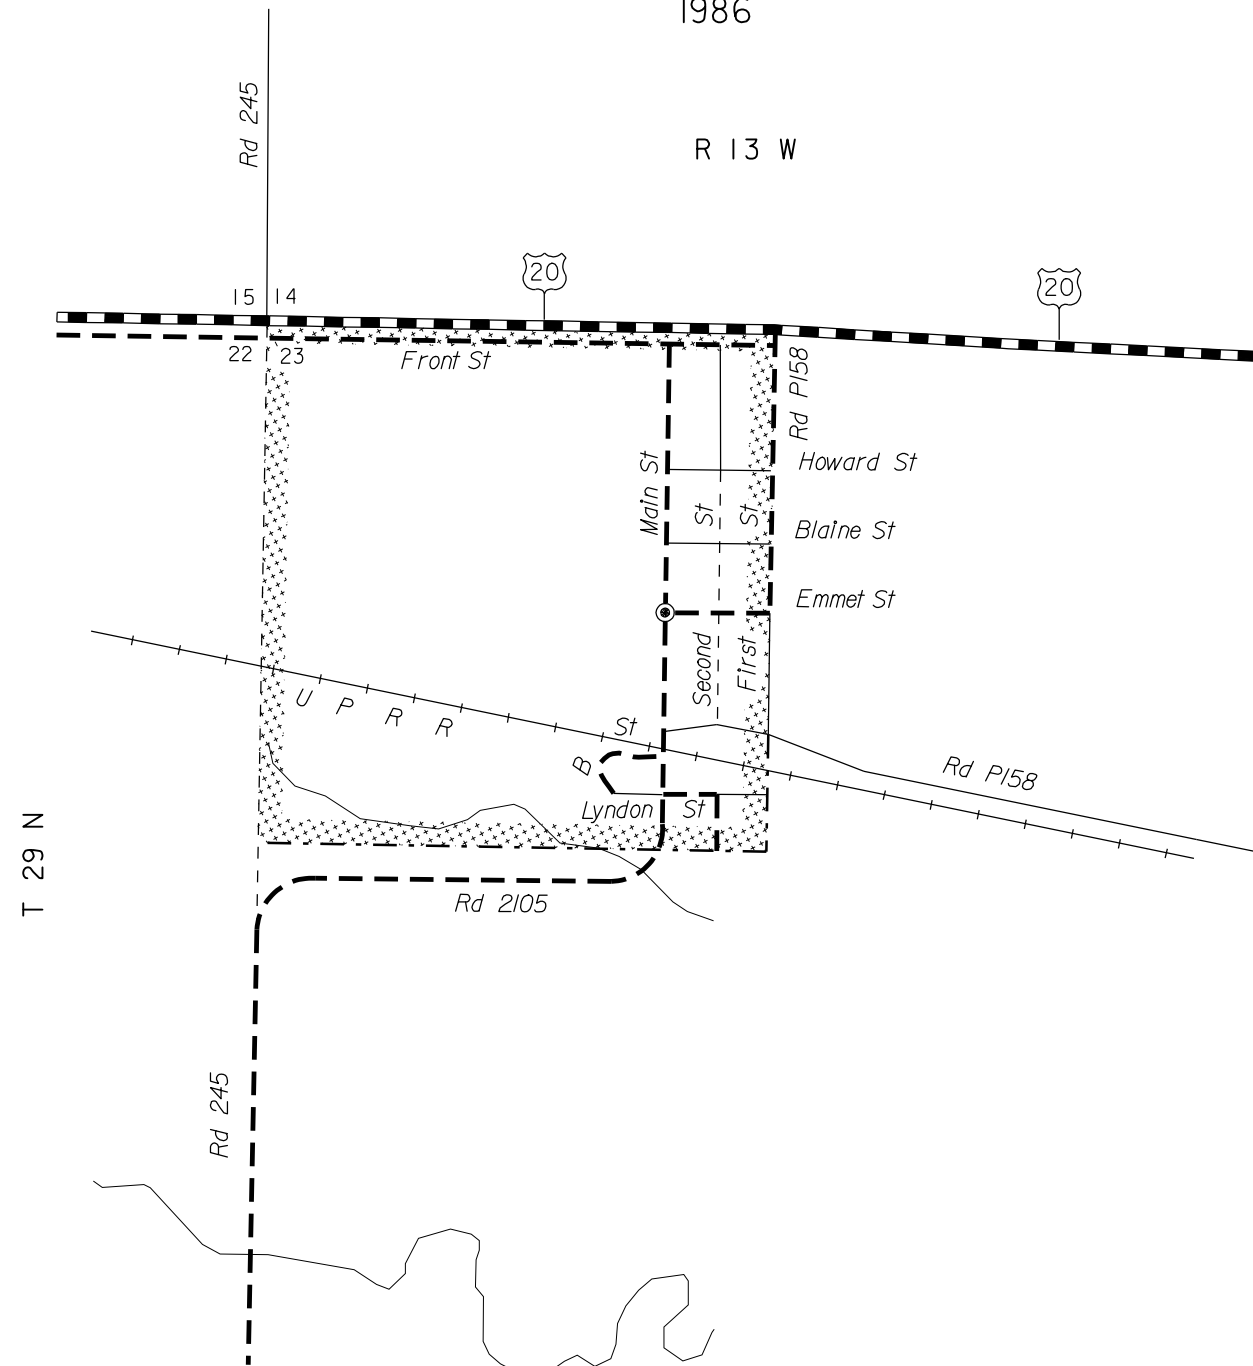 1986
Rd 245
R 13 W
20
20
15 14
22 23
Front St
Rd P158
Howard St
Main St
St
St
Blaine St
Emmet St
Second
First
U P R R
St
B
Rd P158
Lyndon St
T 29 N
Rd 2105
Rd 245